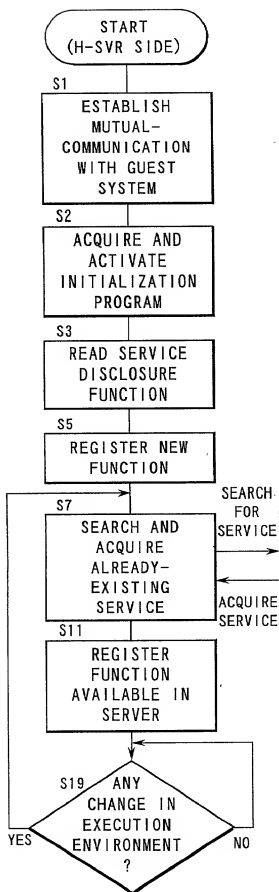 START
(H-SVR SIDE)
S1
ESTABLISH
MUTUAL-
COMMUNICATION
WITH GUEST
SYSTEM
S2
ACQUIRE AND
ACTIVATE
INITIALIZATION
PROGRAM
S3
READ SERVICE
DISCLOSURE
FUNCTION
S5
REGISTER NEW
FUNCTION
S7
SEARCH AND
ACQUIRE
ALREADY-
EXISTING
SERVICE
SEARCH
FOR
SERVICE
ACQUIRE
SERVICE
S11
REGISTER
FUNCTION
AVAILABLE IN
SERVER
S19
ANY
CHANGE IN
EXECUTION
ENVIRONMENT
?
YES
NO